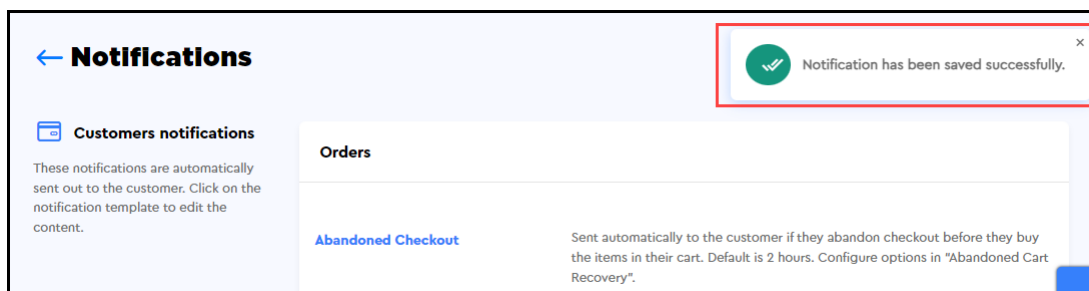 ← Notifications
Notification has been saved successfully.
×
Customers notifications
These notifications are automatically
sent out to the customer. Click on the
notification template to edit the
content.
Orders
Abandoned Checkout
Sent automatically to the customer if they abandon checkout before they buy
the items in their cart. Default is 2 hours. Configure options in "Abandoned Cart
Recovery".